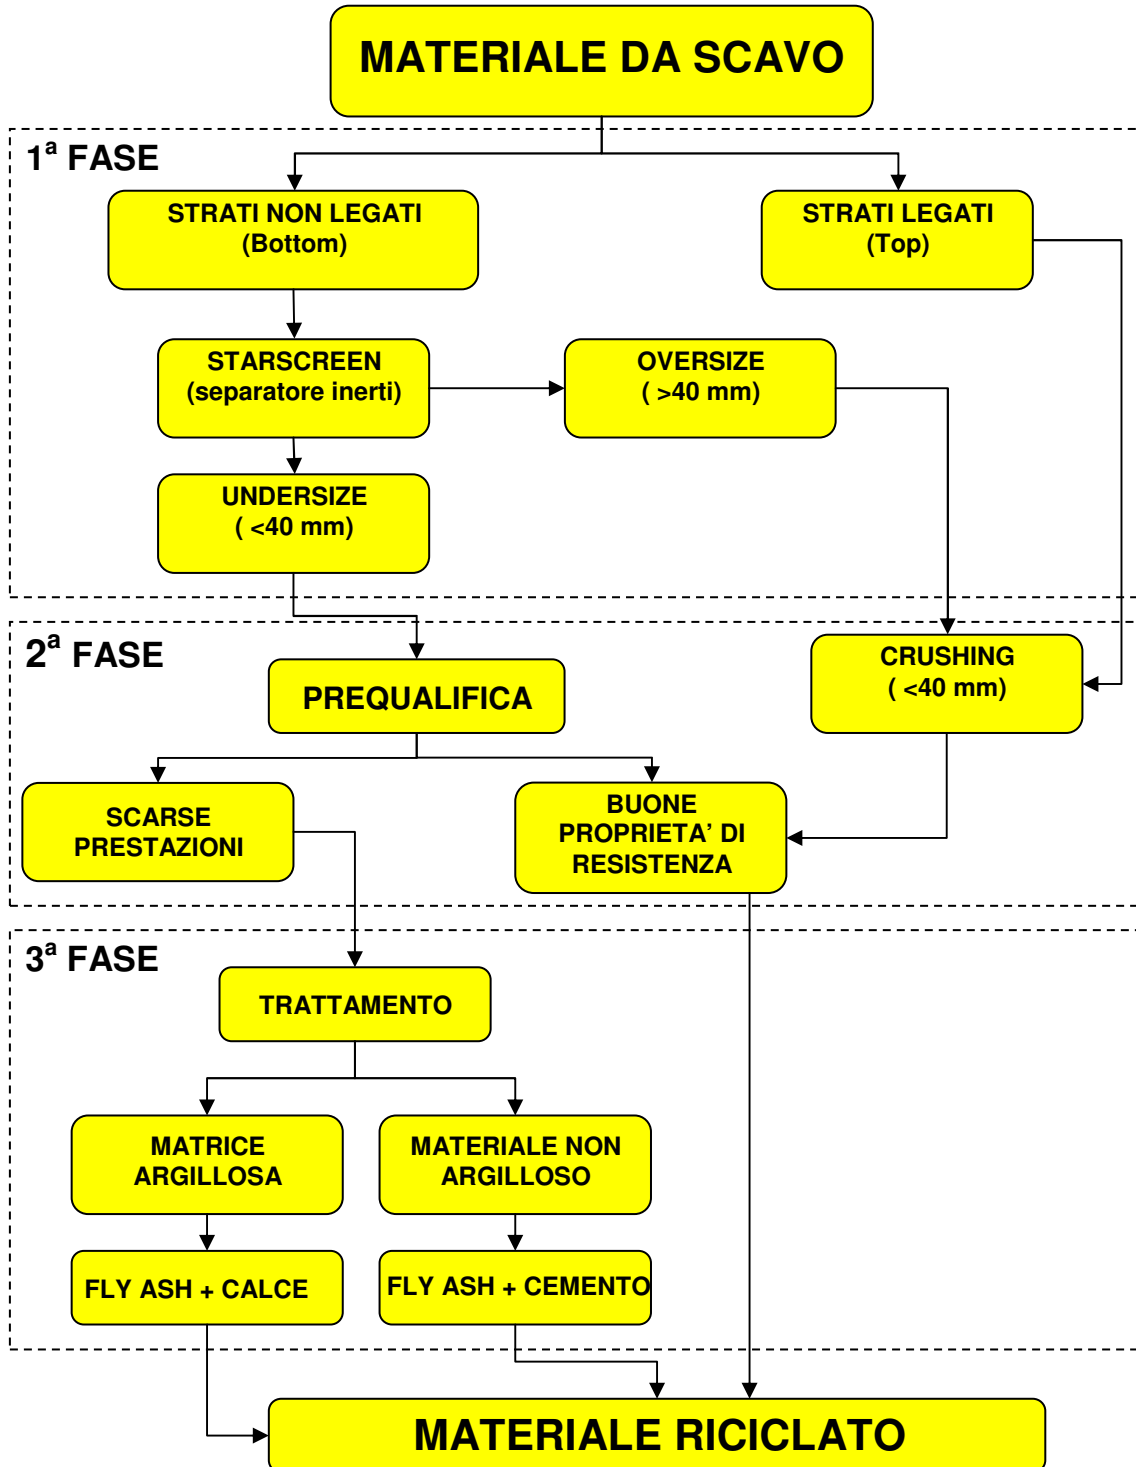 MATERIALE DA SCAVO
1ª FASE
STRATI NON LEGATI
(Bottom)
STRATI LEGATI
(Top)
STARSCREEN
(separatore inerti)
OVERSIZE
( >40 mm)
UNDERSIZE
( <40 mm)
2ª FASE
CRUSHING
( <40 mm)
PREQUALIFICA
SCARSE
PRESTAZIONI
BUONE
PROPRIETA’ DI
RESISTENZA
3ª FASE
TRATTAMENTO
MATRICE
ARGILLOSA
MATERIALE NON
ARGILLOSO
FLY ASH + CALCE
FLY ASH + CEMENTO
MATERIALE RICICLATO